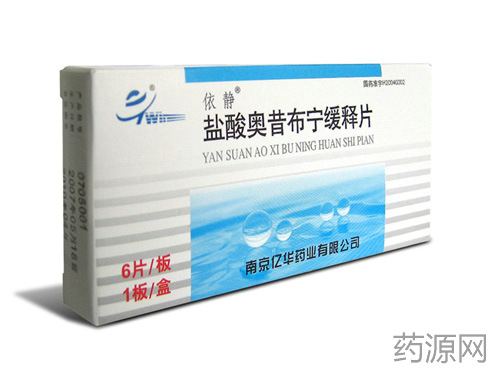 国药准字H20040302
依静®
盐酸奥昔布宁缓释片
YAN SUAN AO XI BU NING HUAN SHI PIAN
6片/板
1板/盒
南京亿华药业有限公司
0705001
药源网